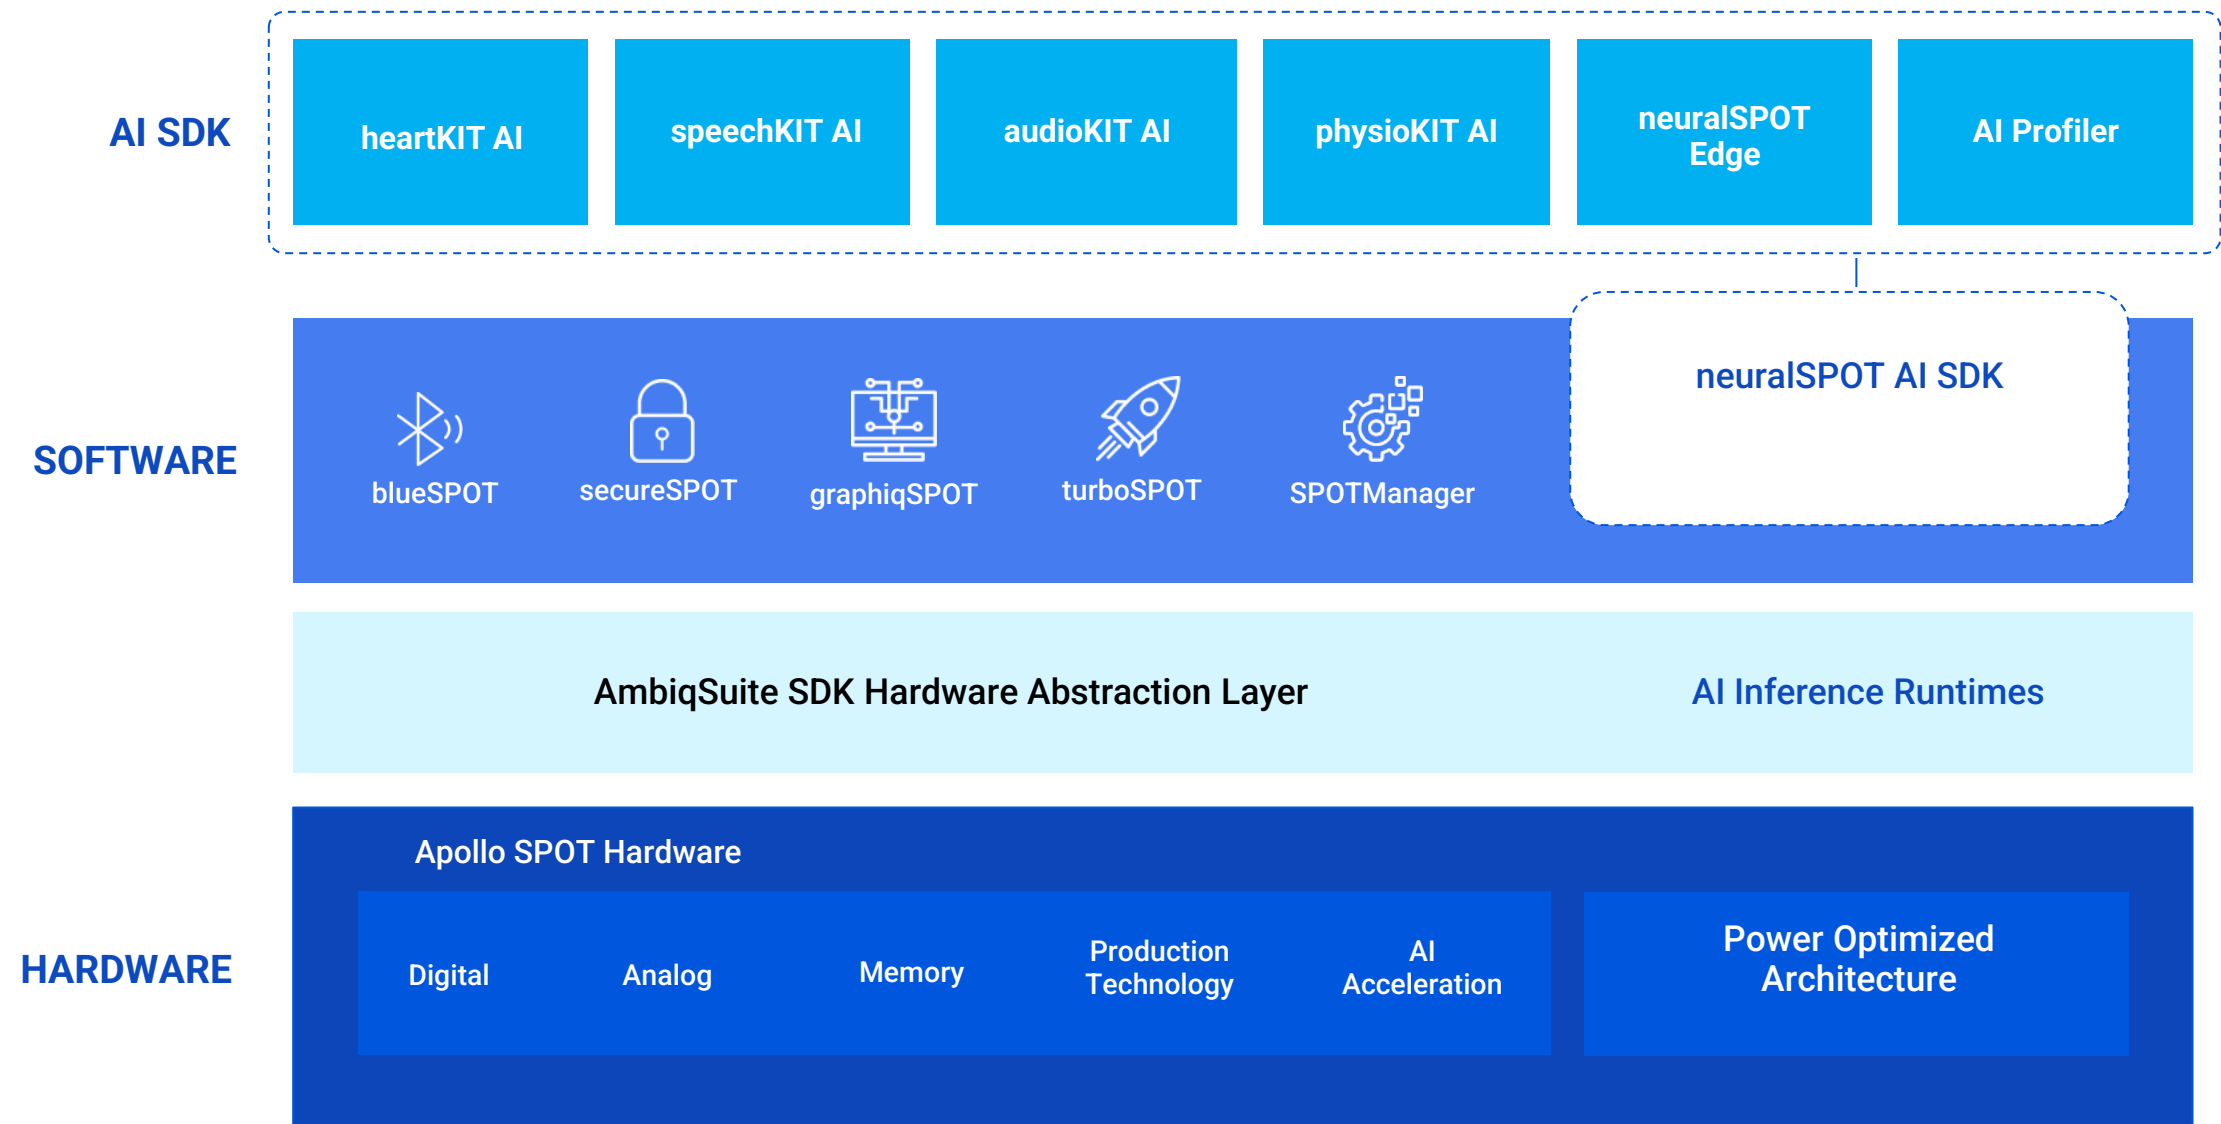 AI SDK
heartKIT AI
speechKIT AI
audioKIT AI
physioKIT AI
neuralSPOT
Edge
AI Profiler
SOFTWARE
blueSPOT
secureSPOT
graphiqSPOT
turboSPOT
SPOTManager
neuralSPOT AI SDK
AmbiqSuite SDK Hardware Abstraction Layer
AI Inference Runtimes
HARDWARE
Apollo SPOT Hardware
Digital
Analog
Memory
Production
Technology
AI
Acceleration
Power Optimized
Architecture